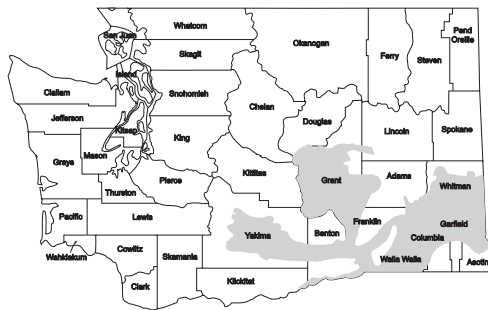 Whatcom
San Juan
Skagit
Okanogan
Ferry
Steven
Pend
Oreille
Island
Snohomish
Clallam
Chelan
Jefferson
Kitsap
King
Douglas
Lincoln
Spokane
Grays
Mason
Kittitas
Grant
Adams
Pierce
Thurston
Whitman
Pacific
Lewis
Yakima
Benton
Franklin
Garfield
Columbia
Wahkiakum
Cowlitz
Skamania
Walla Walla
Asotin
Clark
Klickitat